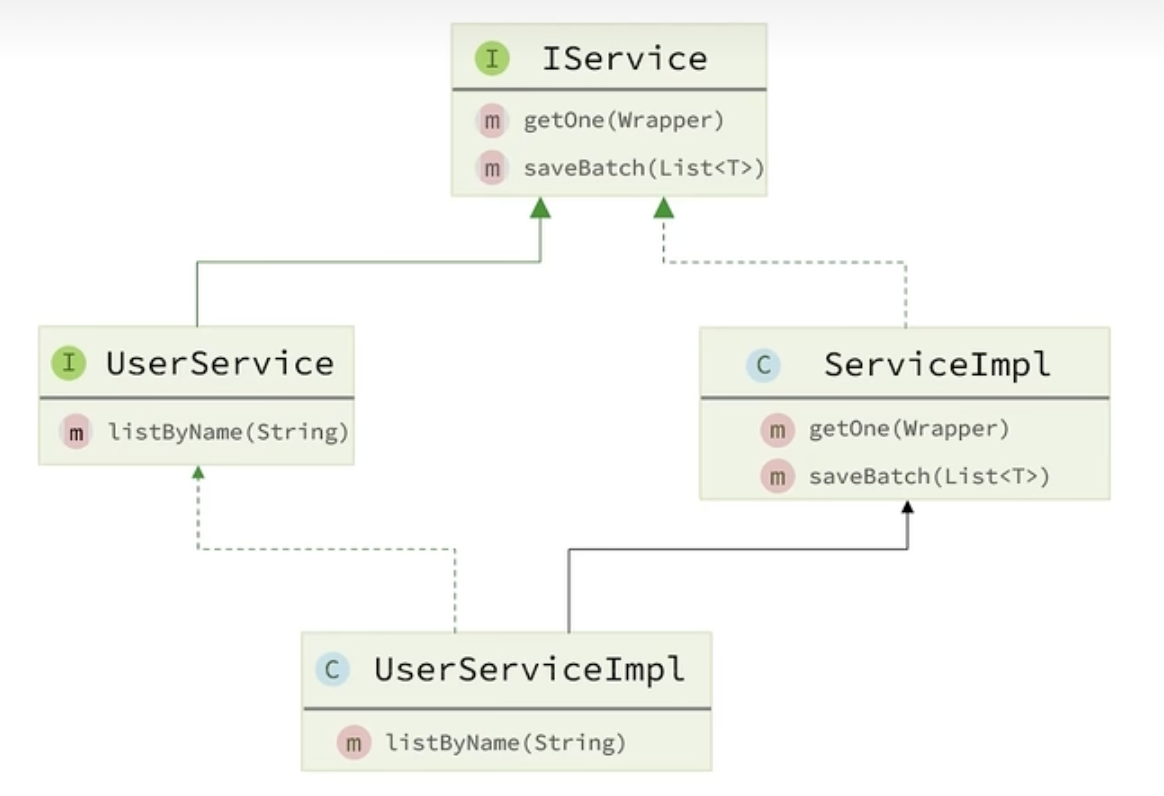 I IService
m getOne(Wrapper)
m saveBatch(List<T>)
I UserService
m listByName(String)
C ServiceImpl
m getOne(Wrapper)
m saveBatch(List<T>)
C UserServiceImpl
m listByName(String)